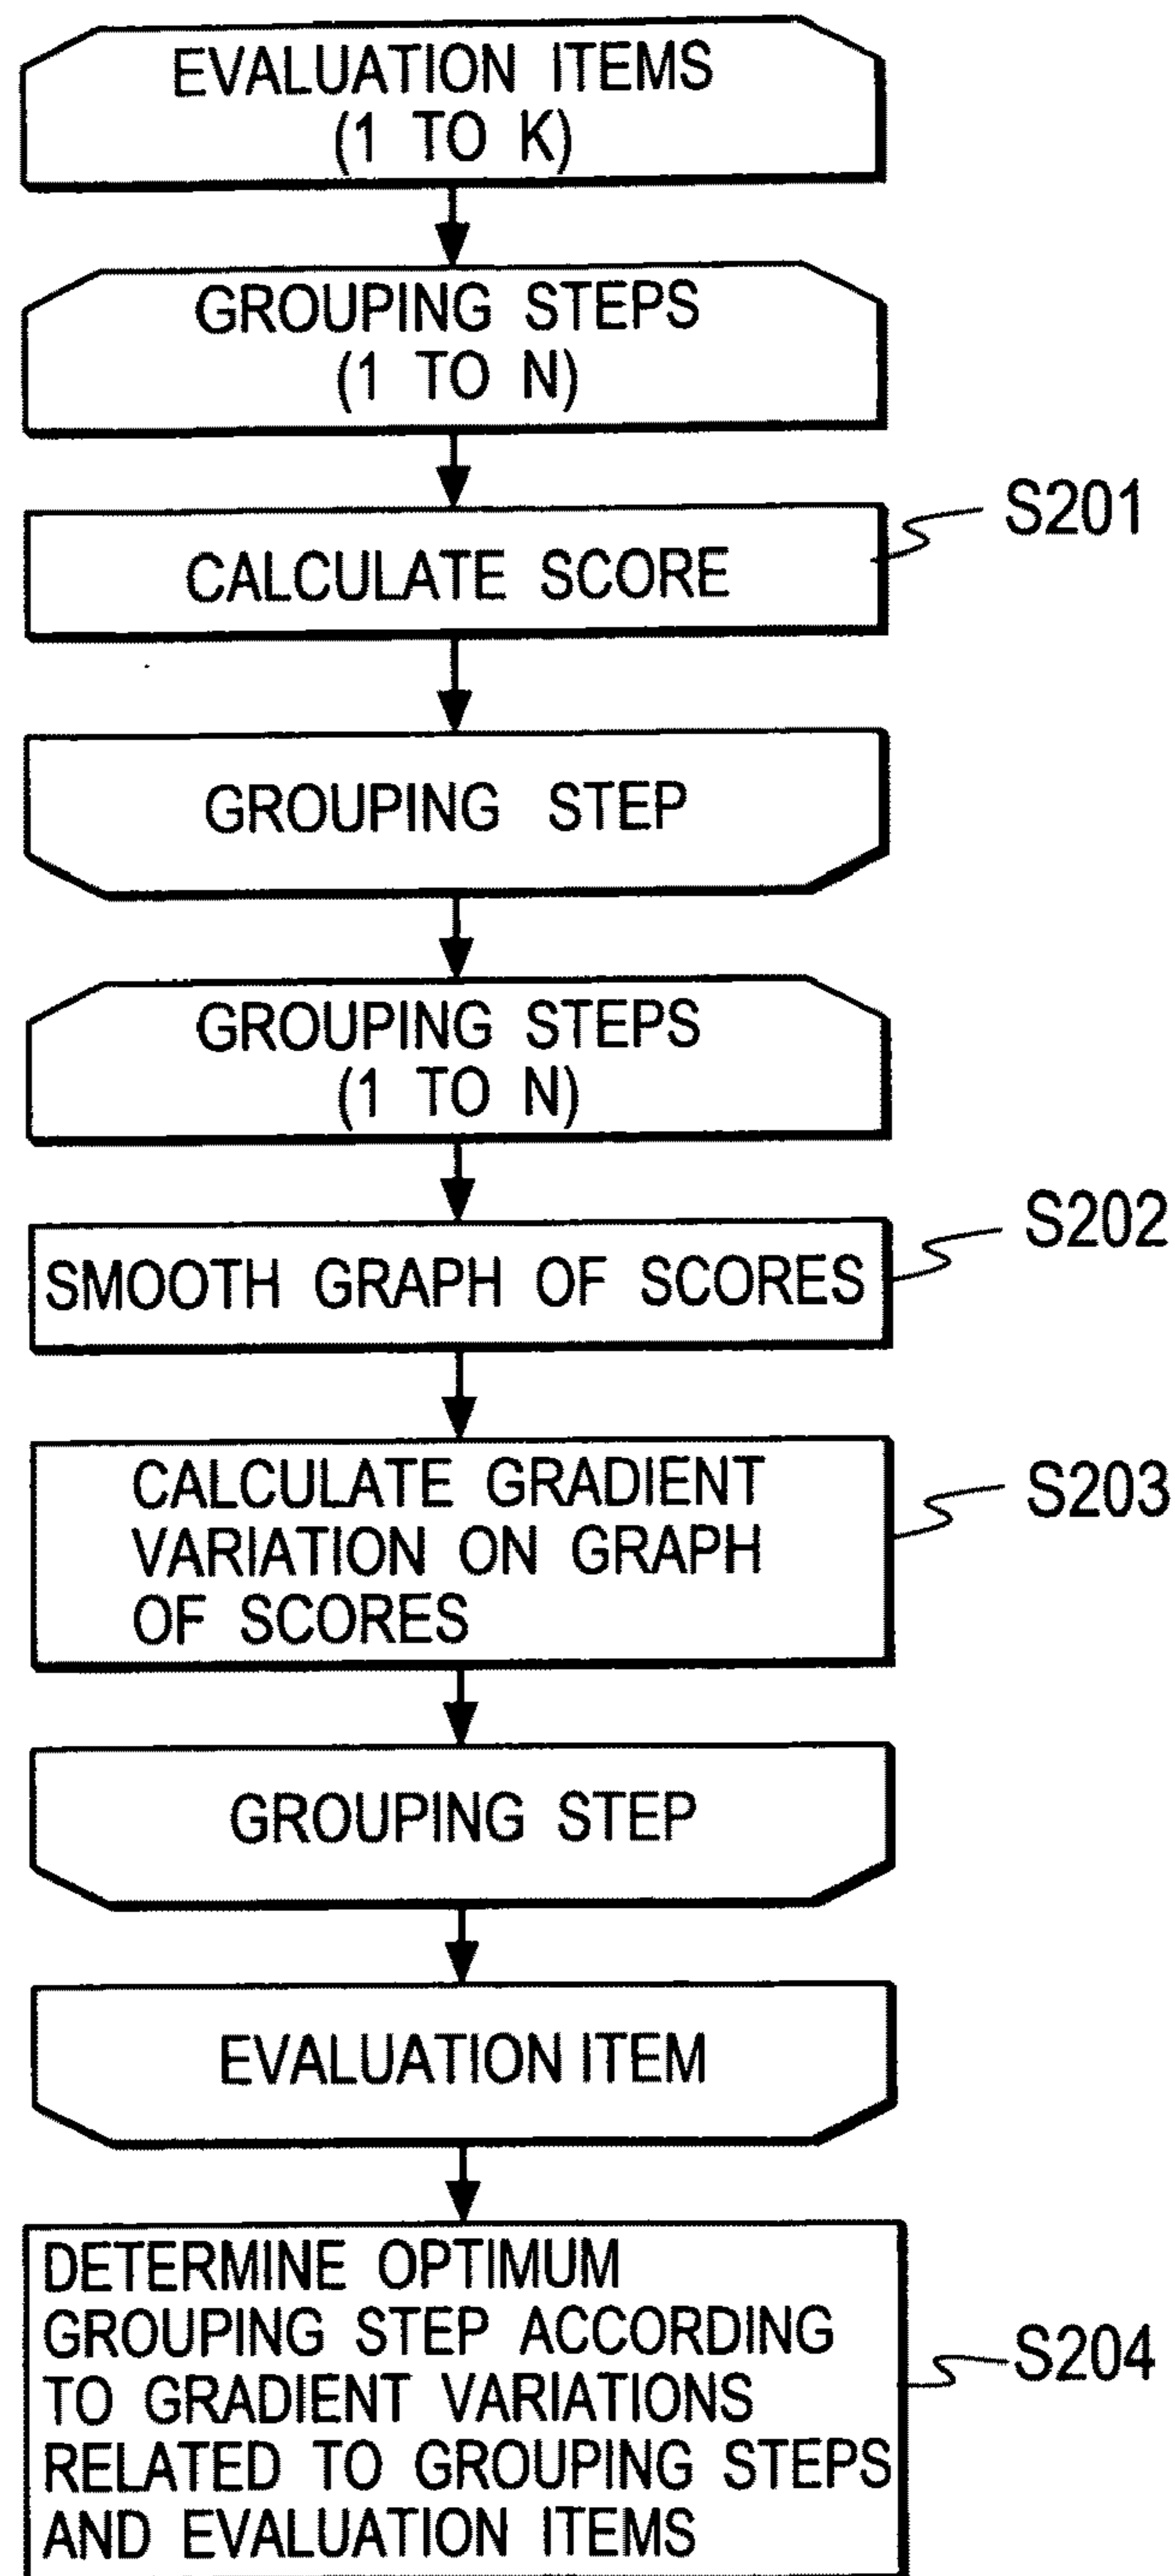 EVALUATION ITEMS
(1 TO K)
GROUPING STEPS
(1 TO N)
CALCULATE SCORE
S201
GROUPING STEP
GROUPING STEPS
(1 TO N)
SMOOTH GRAPH OF SCORES
S202
CALCULATE GRADIENT
VARIATION ON GRAPH
OF SCORES
S203
GROUPING STEP
EVALUATION ITEM
DETERMINE OPTIMUM
GROUPING STEP ACCORDING
TO GRADIENT VARIATIONS
RELATED TO GROUPING STEPS
AND EVALUATION ITEMS
S204